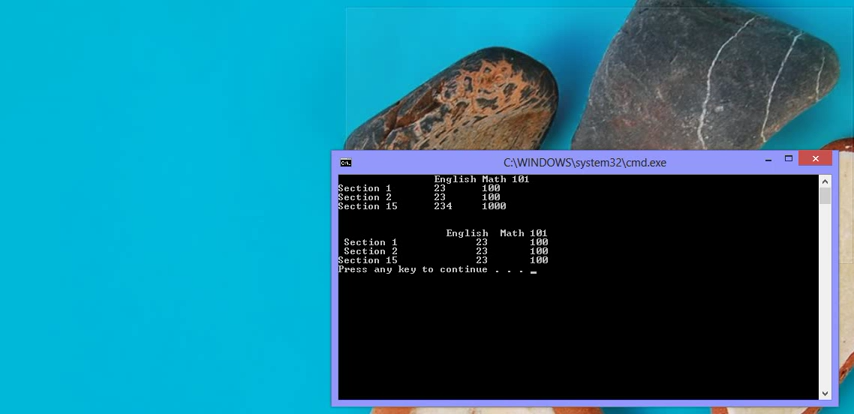 C:\WINDOWS\system32\cmd.exe
English Math 101
Section 1 23 100
Section 2 23 100
Section 15 234 1000
English Math 101
Section 1 23 100
Section 2 23 100
Section 15 23 100
Press any key to continue . . . _